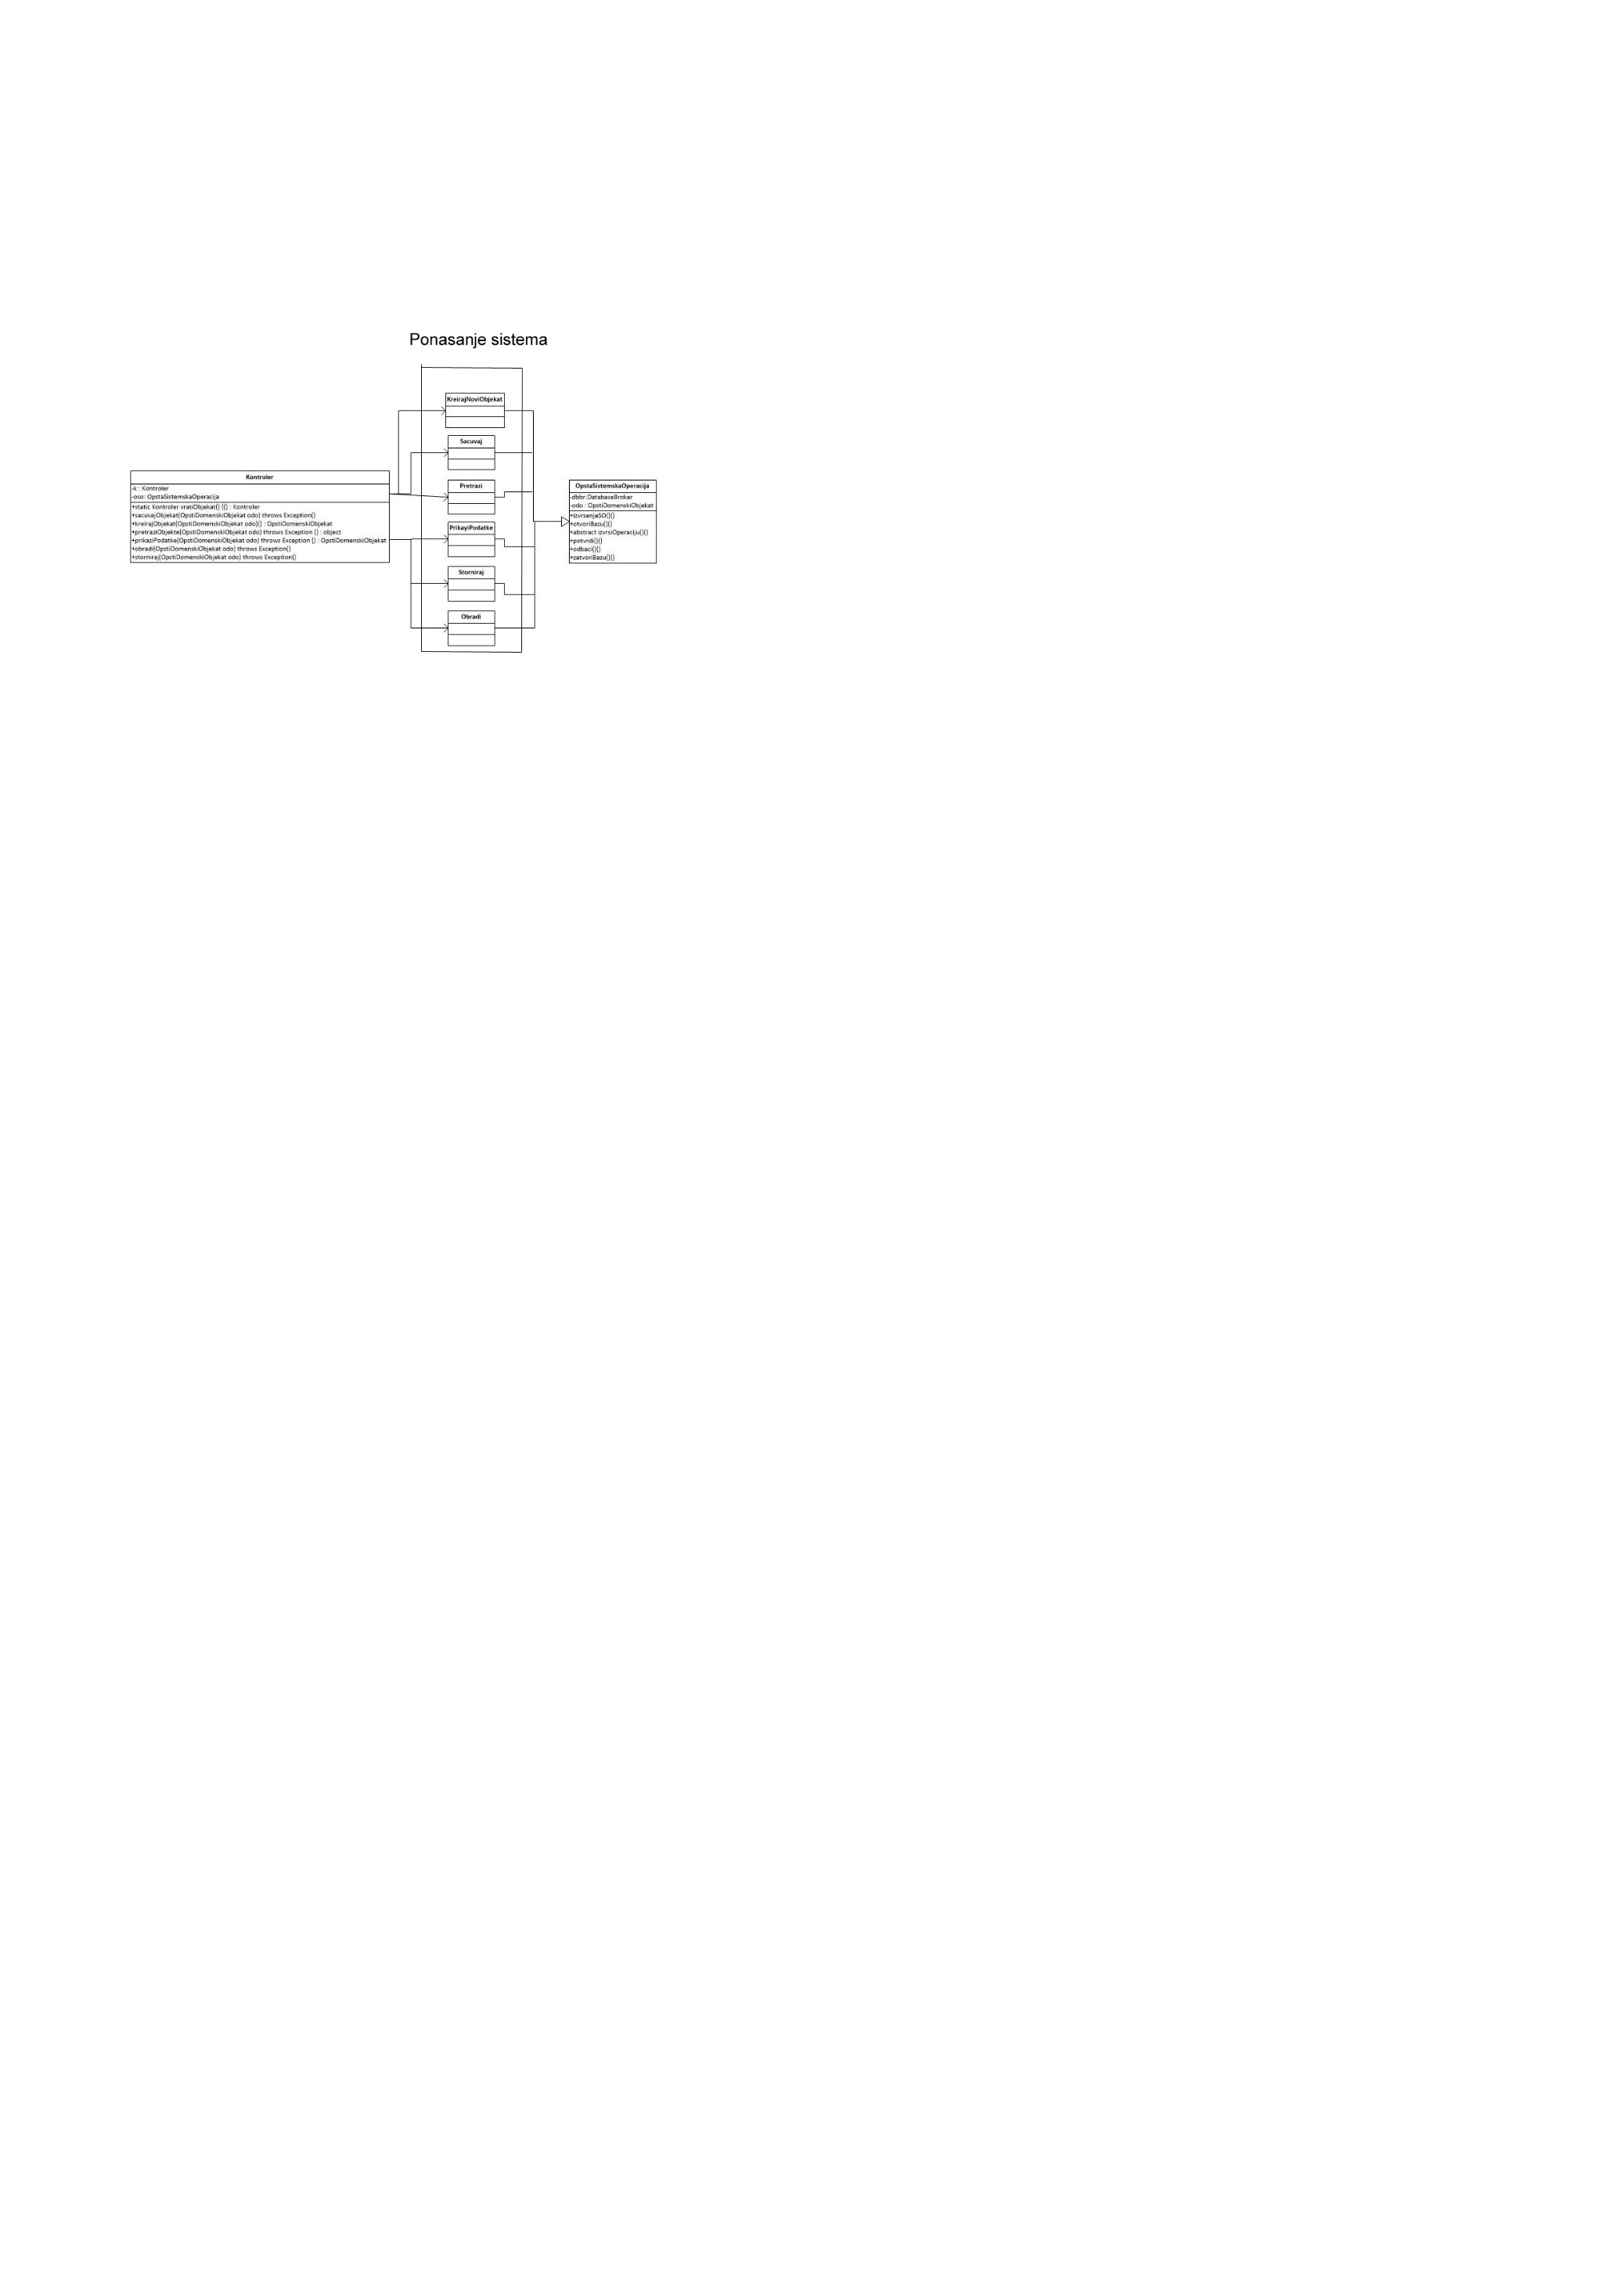 Ponasanje sistema
KreirajNoviObjekat
Sacuvaj
Kontroler
-k : Kontroler
-oso: OpstaSistemskaOperacija
+static Kontroler vratiObjekat() {() : Kontroler
+sacuvajObjekat(OpstiDomenskiObjekat odo) throws Exception()
+kreirajObjekat(OpstiDomenskiObjekat odo)() : OpstiDomenskiObjekat
+pretraziObjekte(OpstiDomenskiObjekat odo) throws Exception () : object
+prikaziPodatke(OpstiDomenskiObjekat odo) throws Exception () : OpstiDomenskiObjekat
+obradi(OpstiDomenskiObjekat odo) throws Exception()
+storniraj(OpstiDomenskiObjekat odo) throws Exception()
Pretrazi
PrikayiPodatke
Storniraj
Obradi
OpstaSistemskaOperacija
-dbbr:DatabaseBroker
-odo : OpstiDomenskiObjekat
+izvrsenjeSO()()
+otvoriBazu()()
+abstract izvrsiOperaciju()()
+potvrdi()()
+odbaci()()
+zatvoriBazu()()